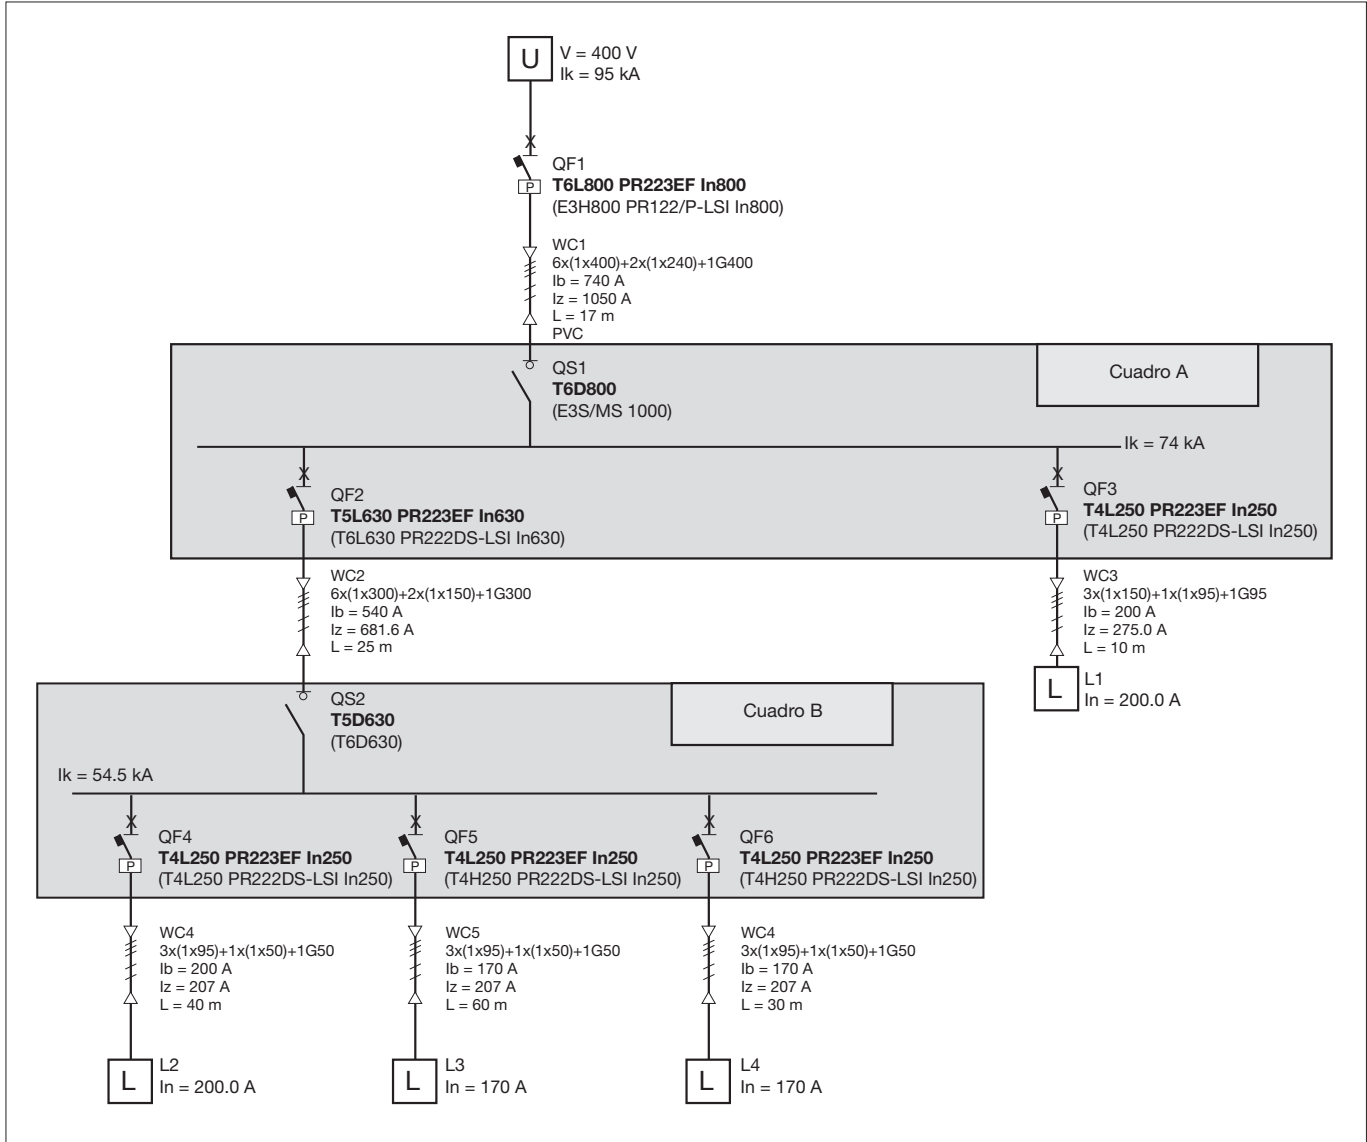 U
V = 400 V
Ik = 95 kA
QF1
T6L800 PR223EF In800
(E3H800 PR122/P-LSI In800)
P
WC1
6x(1x400)+2x(1x240)+1G400
Ib = 740 A
Iz = 1050 A
L = 17 m
PVC
QS1
T6D800
(E3S/MS 1000)
Cuadro A
Ik = 74 kA
QF2
T5L630 PR223EF In630
(T6L630 PR222DS-LSI In630)
P
QF3
T4L250 PR223EF In250
(T4L250 PR222DS-LSI In250)
P
WC2
6x(1x300)+2x(1x150)+1G300
Ib = 540 A
Iz = 681.6 A
L = 25 m
WC3
3x(1x150)+1x(1x95)+1G95
Ib = 200 A
Iz = 275.0 A
L = 10 m
L
L1
In = 200.0 A
QS2
T5D630
(T6D630)
Cuadro B
Ik = 54.5 kA
QF4
T4L250 PR223EF In250
(T4L250 PR222DS-LSI In250)
P
QF5
T4L250 PR223EF In250
(T4H250 PR222DS-LSI In250)
P
QF6
T4L250 PR223EF In250
(T4H250 PR222DS-LSI In250)
P
WC4
3x(1x95)+1x(1x50)+1G50
Ib = 200 A
Iz = 207 A
L = 40 m
WC5
3x(1x95)+1x(1x50)+1G50
Ib = 170 A
Iz = 207 A
L = 60 m
WC4
3x(1x95)+1x(1x50)+1G50
Ib = 170 A
Iz = 207 A
L = 30 m
L
L2
In = 200.0 A
L
L3
In = 170 A
L
L4
In = 170 A